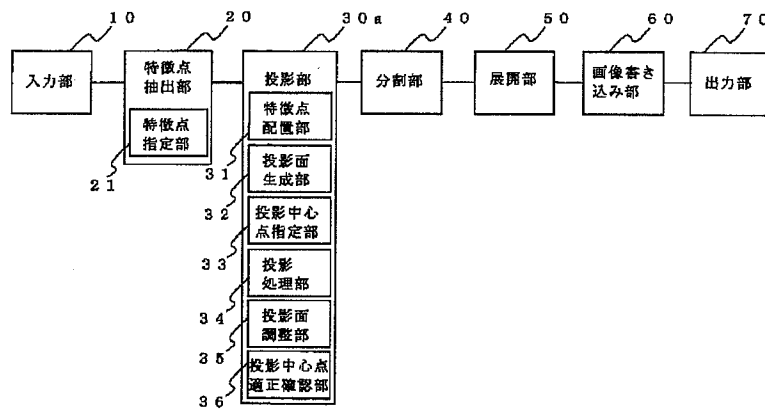 10
20
30a
40
50
60
70
入力部
特徴点
抽出部
特徴点
指定部
21
投影部
特徴点
配置部
31
投影面
生成部
32
投影中心
点指定部
33
投影
処理部
34
投影面
調整部
35
投影中心点
適正確認部
36
分割部
展開部
画像書き
込み部
出力部